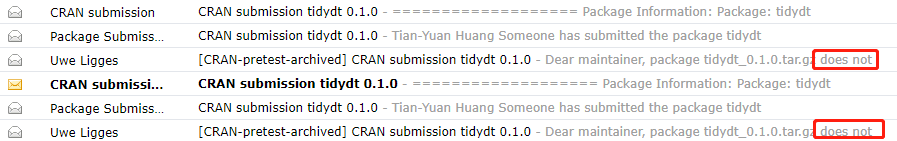 CRAN submission CRAN submission tidydt 0.1.0 - =================== Package Information: Package: tidydt
Package Submiss... CRAN submission tidydt 0.1.0 - Tian-Yuan Huang Someone has submitted the package tidydt
Uwe Ligges [CRAN-pretest-archived] CRAN submission tidydt 0.1.0 - Dear maintainer, package tidydt_0.1.0.tar.gz does not
CRAN submissi... CRAN submission tidydt 0.1.0 - =================== Package Information: Package: tidydt
Package Submiss... CRAN submission tidydt 0.1.0 - Tian-Yuan Huang Someone has submitted the package tidydt
Uwe Ligges [CRAN-pretest-archived] CRAN submission tidydt 0.1.0 - Dear maintainer, package tidydt_0.1.0.tar.gz does not